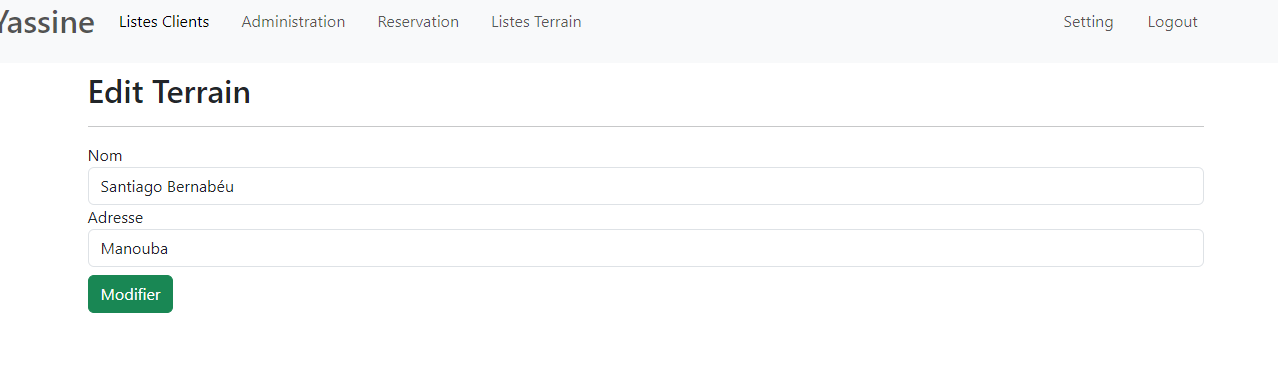 Yassine Listes Clients Administration Reservation Listes Terrain Setting Logout
Edit Terrain
Nom
Santiago Bernabéu
Adresse
Manouba
Modifier